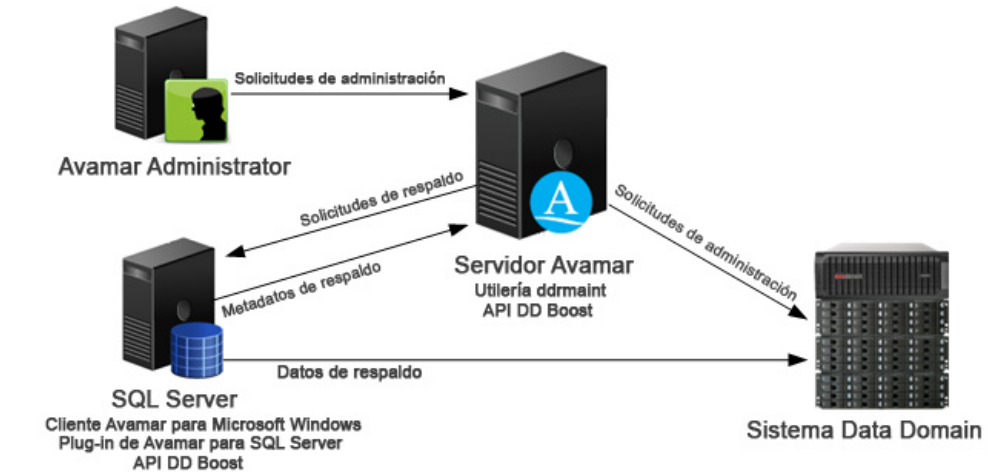 Solicitudes de administración
Avamar Administrator
Solicitudes de respaldo
Metadatos de respaldo
A
Servidor Avamar
Utilería ddrmaint
API DD Boost
Solicitudes de administración
Datos de respaldo
SQL Server
Cliente Avamar para Microsoft Windows
Plug-in de Avamar para SQL Server
API DD Boost
Sistema Data Domain